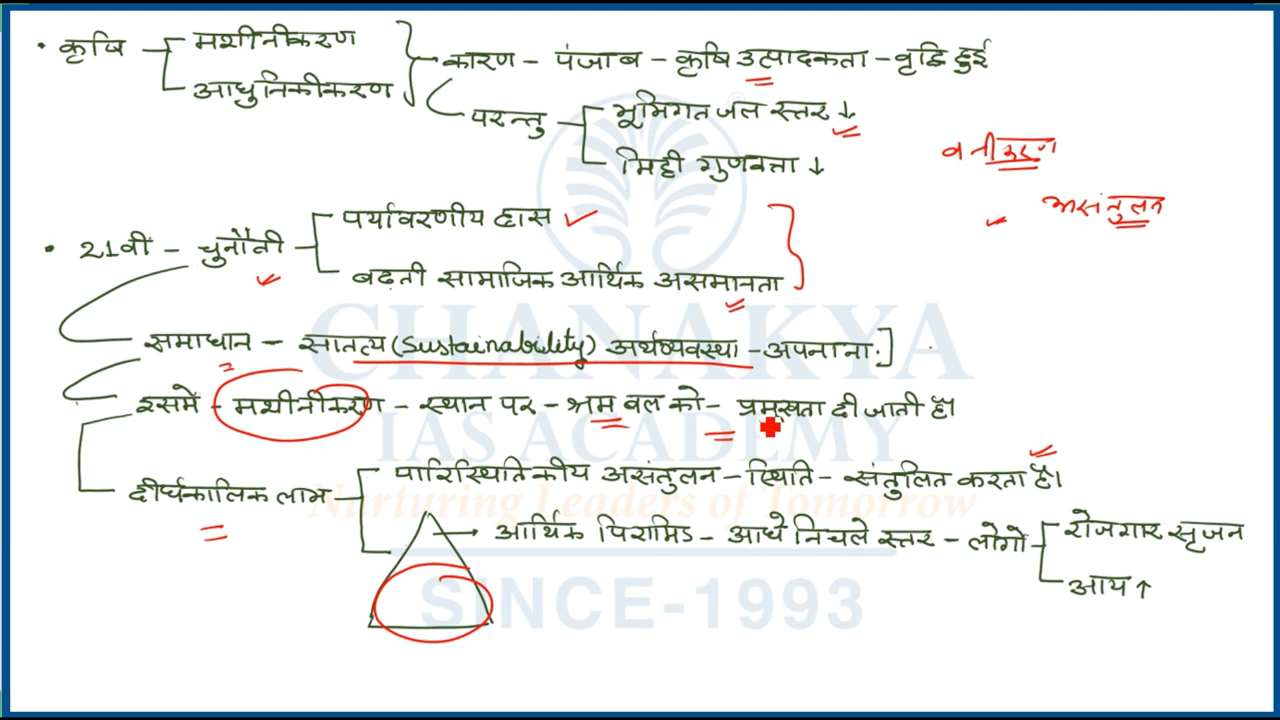 • कृषि मशीनीकरण
आधुनिकीकरण
कारण - पंजाब - कृषि उत्पादकता - वृद्धि हुई
परन्तु भूमिगत जल स्तर ↓
मिट्टी गुणवत्ता ↓
वनीकरण
असंतुलन
• 21वीं - चुनौती पर्यावरणीय ह्रास
बढ़ती सामाजिक आर्थिक असमानता
समाधान - सातत्य (Sustainability) अर्थव्यवस्था - अपनाना.]
इसमें - मशीनीकरण - स्थान पर - श्रम बल को - प्रमुखता दी जाती है।
दीर्घकालिक लाभ पारिस्थितिकीय असंतुलन - स्थिति - संतुलित करता है।
→ आर्थिक पिरामिड - आधे निचले स्तर - लोगो रोजगार सृजन
आय ↑
CHANAKYA
IAS ACADEMY
Nurturing Leaders of Tomorrow
SINCE-1993